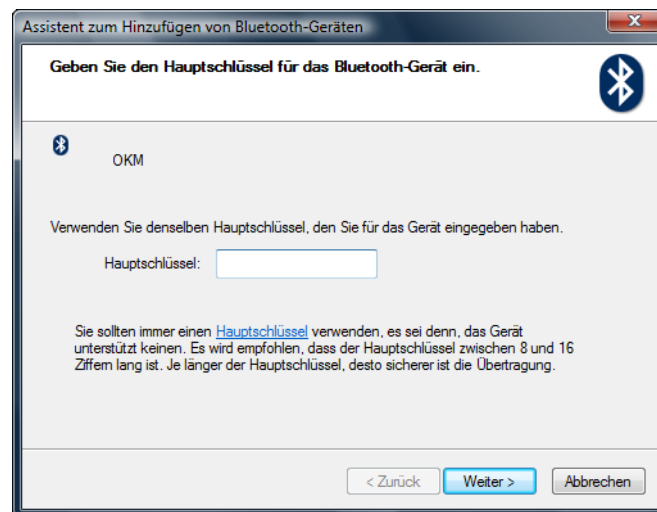 Assistent zum Hinzufügen von Bluetooth-Geräten
Geben Sie den Hauptschlüssel für das Bluetooth-Gerät ein.
OKM
Verwenden Sie denselben Hauptschlüssel, den Sie für das Gerät eingegeben haben.
Hauptschlüssel:
Sie sollten immer einen Hauptschlüssel verwenden, es sei denn, das Gerät
unterstützt keinen. Es wird empfohlen, dass der Hauptschlüssel zwischen 8 und 16
Ziffern lang ist. Je länger der Hauptschlüssel, desto sicherer ist die Übertragung.
< Zurück Weiter > Abbrechen